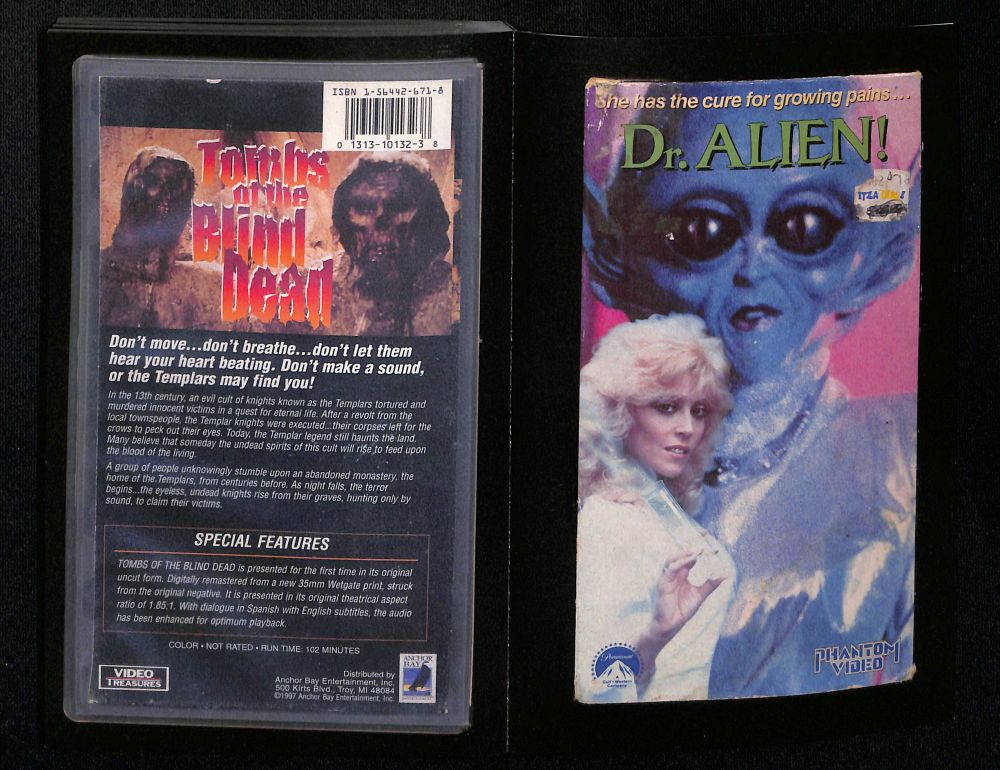 ISBN 1-56442-671-8
0 1313-10132-3 8
Tombs
of the
Blind
Dead
Don't move...don't breathe...don't let them
hear your heart beating. Don't make a sound,
or the Templars may find you!
In the 13th century, an evil cult of knights known as the Templars tortured and
murdered innocent victims in a quest for eternal life. After a revolt from the
local townspeople, the Templar knights were executed...their corpses left for the
crows to peck out their eyes. Today, the Templar legend still haunts the land.
Many believe that someday the undead spirits of this cult will rise to feed upon
the blood of the living.
A group of people unknowingly stumble upon an abandoned monastery, the
home of the Templars, from centuries before. As night falls, the terror
begins...the eyeless, undead knights rise from their graves, hunting only by
sound, to claim their victims.
SPECIAL FEATURES
TOMBS OF THE BLIND DEAD is presented for the first time in its original
uncut form. Digitally remastered from a new 35mm Wetgate print, struck
from the original negative. It is presented in its original theatrical aspect
ratio of 1.85:1. With dialogue in Spanish with English subtitles, the audio
has been enhanced for optimum playback.
COLOR • NOT RATED • RUN TIME: 102 MINUTES
VIDEO
TREASURES
Distributed by
Anchor Bay Entertainment, Inc.
500 Kirts Blvd., Troy, MI 48084
©1997 Anchor Bay Entertainment, Inc.
ANCHOR
BAY
She has the cure for growing pains...
Dr. ALIEN!
ITZA
Paramount
Gulf+Western
Company
PHANTOM
VIDEO